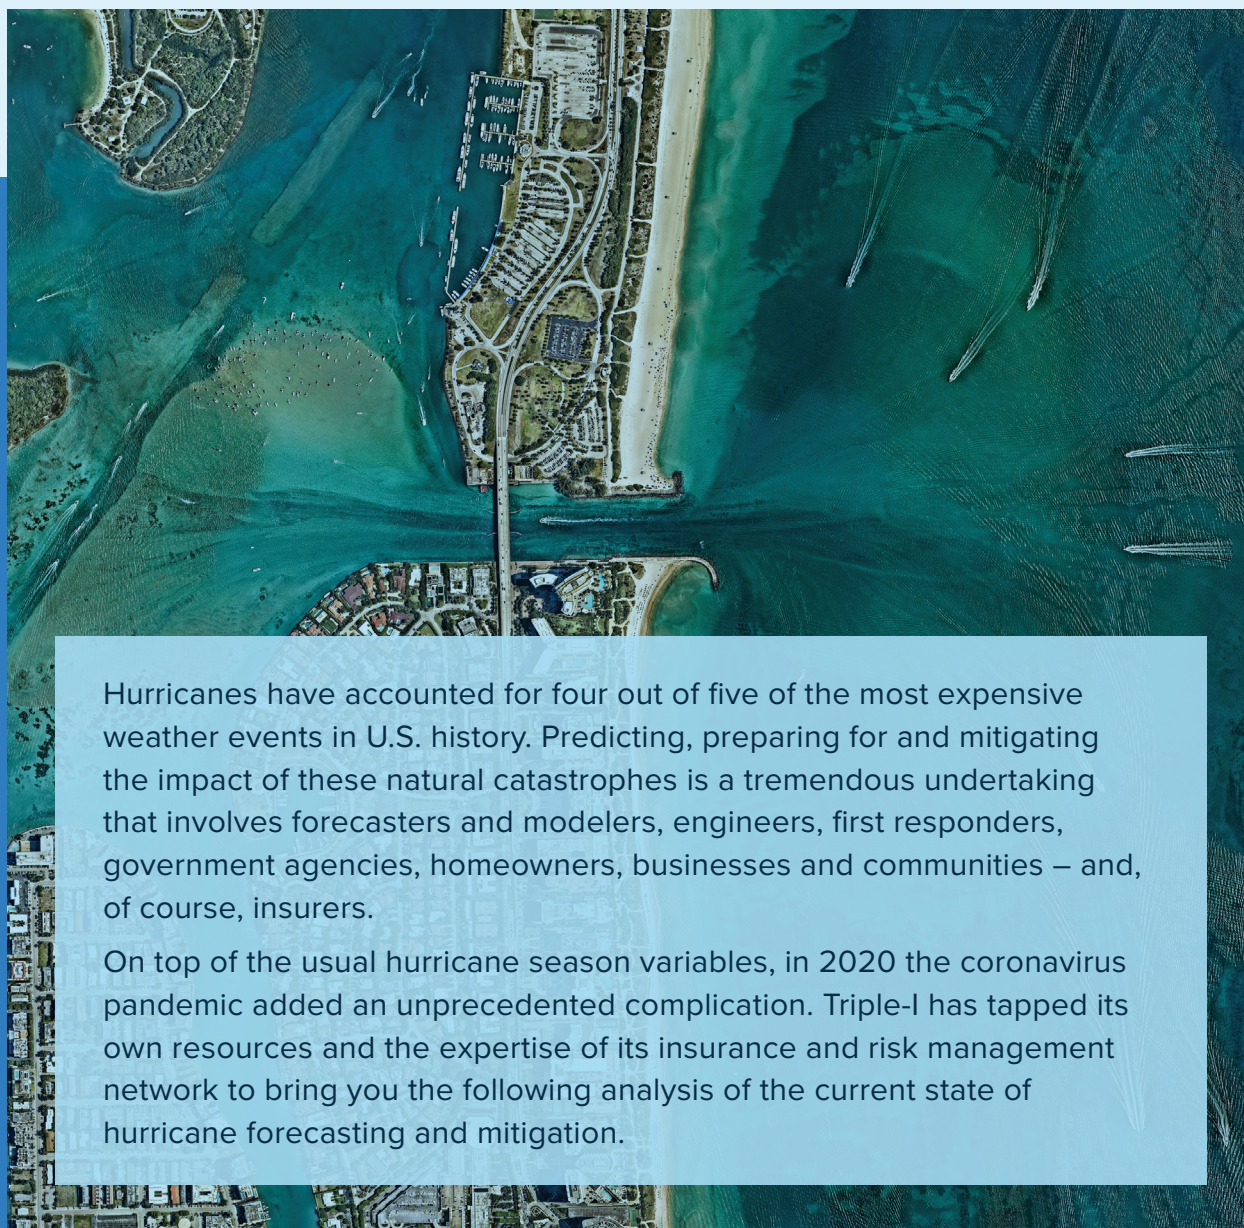 Hurricanes have accounted for four out of five of the most expensive
weather events in U.S. history. Predicting, preparing for and mitigating
the impact of these natural catastrophes is a tremendous undertaking
that involves forecasters and modelers, engineers, first responders,
government agencies, homeowners, businesses and communities – and,
of course, insurers.
On top of the usual hurricane season variables, in 2020 the coronavirus
pandemic added an unprecedented complication. Triple-I has tapped its
own resources and the expertise of its insurance and risk management
network to bring you the following analysis of the current state of
hurricane forecasting and mitigation.